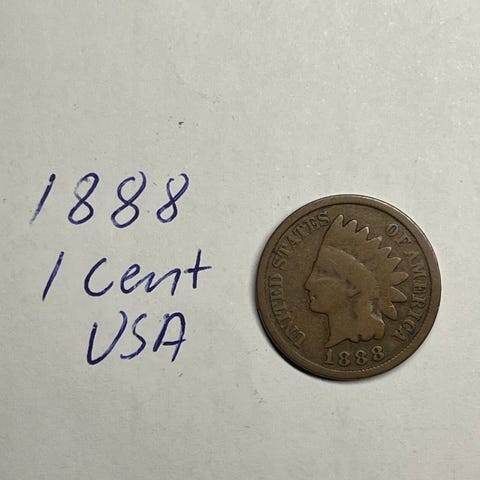 1888
1 Cent
USA
UNITED STATES OF AMERICA
1888